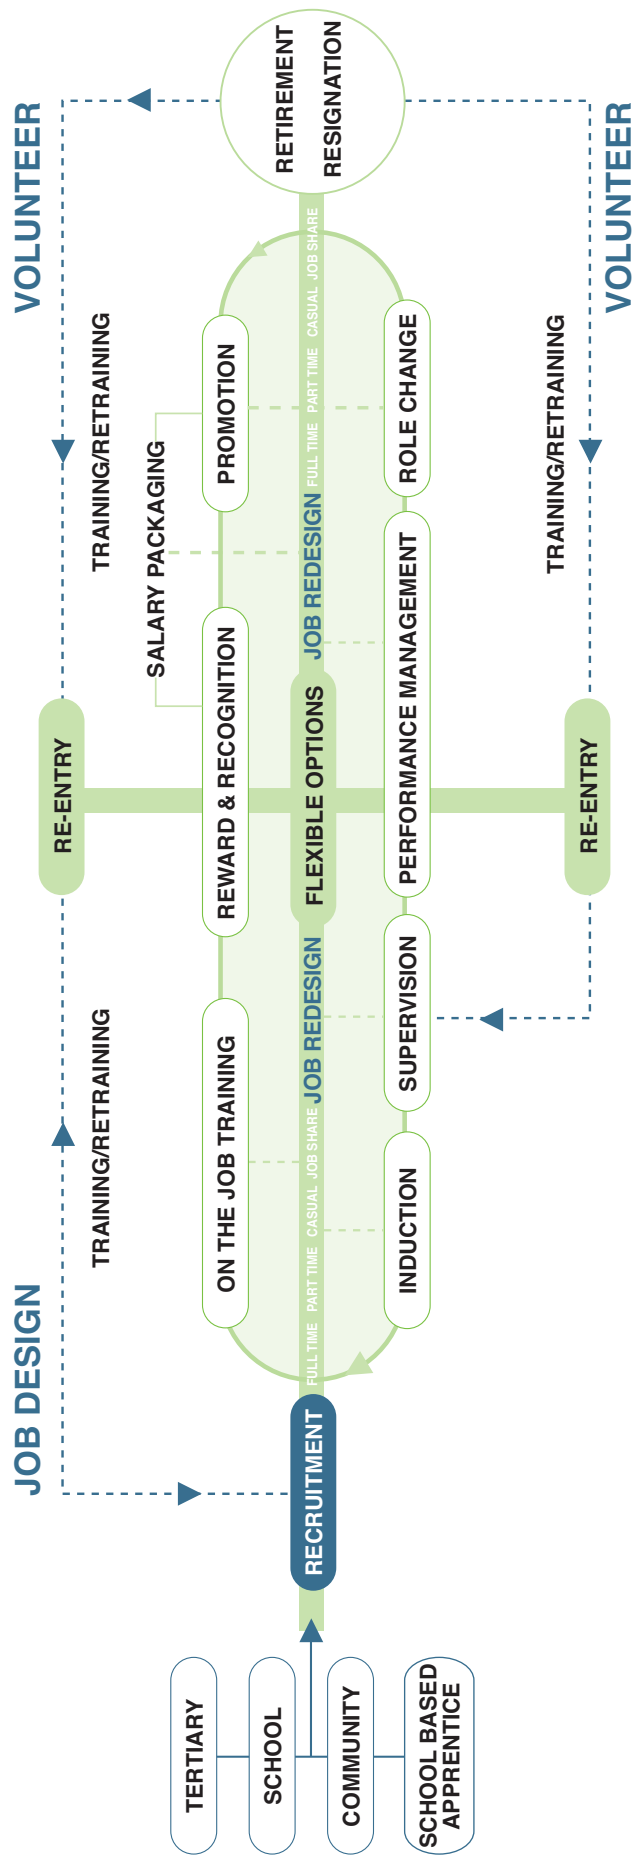 JOB DESIGN
VOLUNTEER
TRAINING/RETRAINING
RE-ENTRY
TRAINING/RETRAINING
SALARY PACKAGING
TERTIARY
SCHOOL
COMMUNITY
SCHOOL BASED
APPRENTICE
RECRUITMENT
ON THE JOB TRAINING
REWARD & RECOGNITION
PROMOTION
FULL TIME PART TIME CASUAL JOB SHARE
JOB REDESIGN
FLEXIBLE OPTIONS
JOB REDESIGN
FULL TIME PART TIME CASUAL JOB SHARE
RETIREMENT
RESIGNATION
INDUCTION
SUPERVISION
PERFORMANCE MANAGEMENT
ROLE CHANGE
RE-ENTRY
TRAINING/RETRAINING
VOLUNTEER